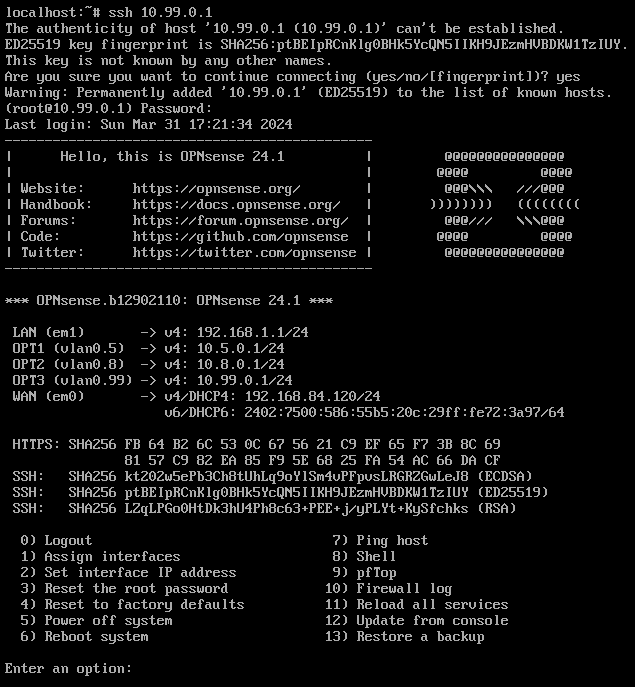 localhost:~# ssh 10.99.0.1
The authenticity of host '10.99.0.1 (10.99.0.1)' can't be established.
ED25519 key fingerprint is SHA256:ptBEIpRCnKlg0BHk5YcQN5IIKH9JEzmHVBDKW1TzIUY.
This key is not known by any other names.
Are you sure you want to continue connecting (yes/no/[fingerprint])? yes
Warning: Permanently added '10.99.0.1' (ED25519) to the list of known hosts.
(root@10.99.0.1) Password:
Last login: Sun Mar 31 17:21:34 2024
----------------------------------------------
|      Hello, this is OPNsense 24.1          |         @@@@@@@@@@@@@@@
|                                            |        @@@@         @@@@
| Website:      https://opnsense.org/        |         @@@\\\   ///@@@
| Handbook:     https://docs.opnsense.org/   |       ))))))))   ((((((((
| Forums:       https://forum.opnsense.org/  |         @@@///   \\\@@@
| Code:         https://github.com/opnsense  |        @@@@         @@@@
| Twitter:      https://twitter.com/opnsense |         @@@@@@@@@@@@@@@
----------------------------------------------
*** OPNsense.b12902110: OPNsense 24.1 ***
LAN (em1)       -> v4: 192.168.1.1/24
OPT1 (vlan0.5)  -> v4: 10.5.0.1/24
OPT2 (vlan0.8)  -> v4: 10.8.0.1/24
OPT3 (vlan0.99) -> v4: 10.99.0.1/24
WAN (em0)       -> v4/DHCP4: 192.168.84.120/24
v6/DHCP6: 2402:7500:586:55b5:20c:29ff:fe72:3a97/64
HTTPS: SHA256 FB 64 B2 6C 53 0C 67 56 21 C9 EF 65 F7 3B 8C 69
81 57 C9 82 EA 85 F9 5E 68 25 FA 54 AC 66 DA CF
SSH:   SHA256 kt202w5ePb3Ch8tUhLq9oYlSm4vPFpvsLRGRZGwLeJ8 (ECDSA)
SSH:   SHA256 ptBEIpRCnKlg0BHk5YcQN5IIKH9JEzmHVBDKW1TzIUY (ED25519)
SSH:   SHA256 LZqLPGo0HtDk3hU4Ph8c63+PEE+j/yPLYt+KySfchks (RSA)
0) Logout                              7) Ping host
1) Assign interfaces                   8) Shell
2) Set interface IP address            9) pfTop
3) Reset the root password            10) Firewall log
4) Reset to factory defaults          11) Reload all services
5) Power off system                   12) Update from console
6) Reboot system                      13) Restore a backup
Enter an option: